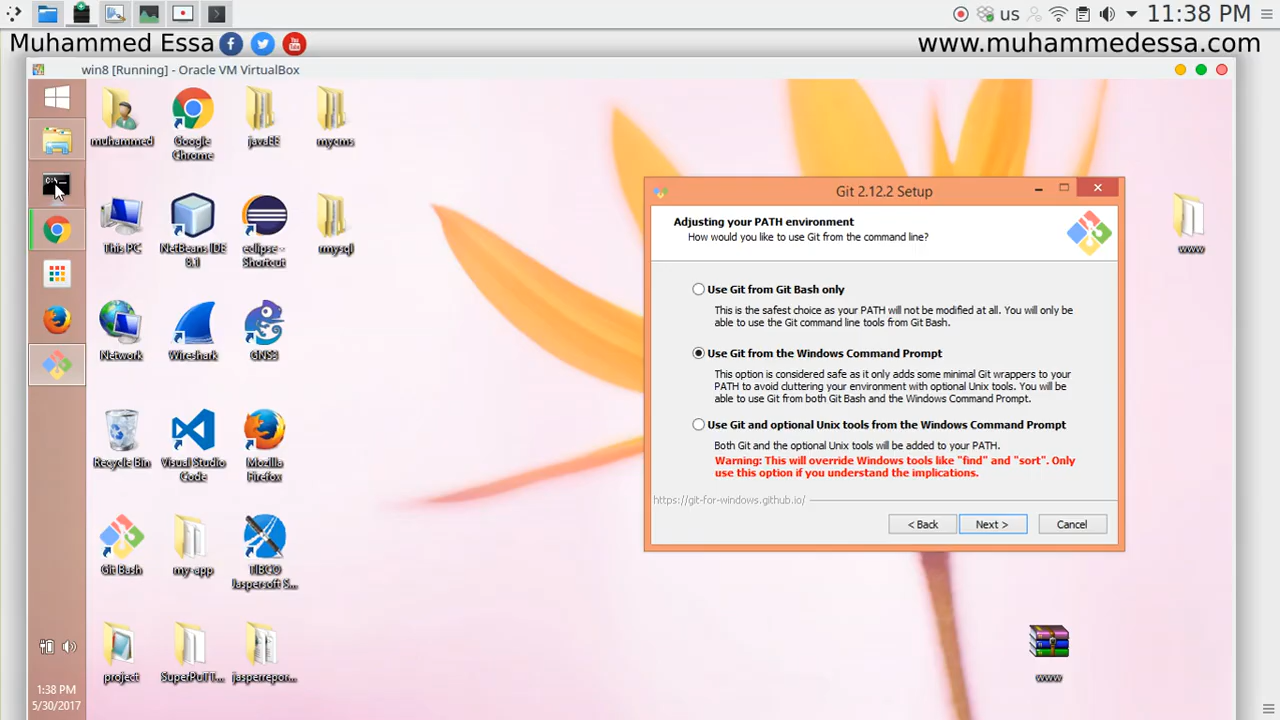 us
11:38 PM
Muhammed Essa
www.muhammedessa.com
win8 [Running] - Oracle VM VirtualBox
muhammed
Google
Chrome
javaEE
mycms
This PC
NetBeans IDE
8.1
eclipse -
Shortcut
mysql
Network
Wireshark
GNS3
Recycle Bin
Visual Studio
Code
Mozilla
Firefox
Git Bash
my-app
TIBCO
Jaspersoft S...
project
SuperPuTT...
jasperrepor...
www
www
Git 2.12.2 Setup
Adjusting your PATH environment
How would you like to use Git from the command line?
Use Git from Git Bash only
This is the safest choice as your PATH will not be modified at all. You will only be
able to use the Git command line tools from Git Bash.
Use Git from the Windows Command Prompt
This option is considered safe as it only adds some minimal Git wrappers to your
PATH to avoid cluttering your environment with optional Unix tools. You will be
able to use Git from both Git Bash and the Windows Command Prompt.
Use Git and optional Unix tools from the Windows Command Prompt
Both Git and the optional Unix tools will be added to your PATH.
Warning: This will override Windows tools like "find" and "sort". Only
use this option if you understand the implications.
https://git-for-windows.github.io/
< Back
Next >
Cancel
1:38 PM
5/30/2017